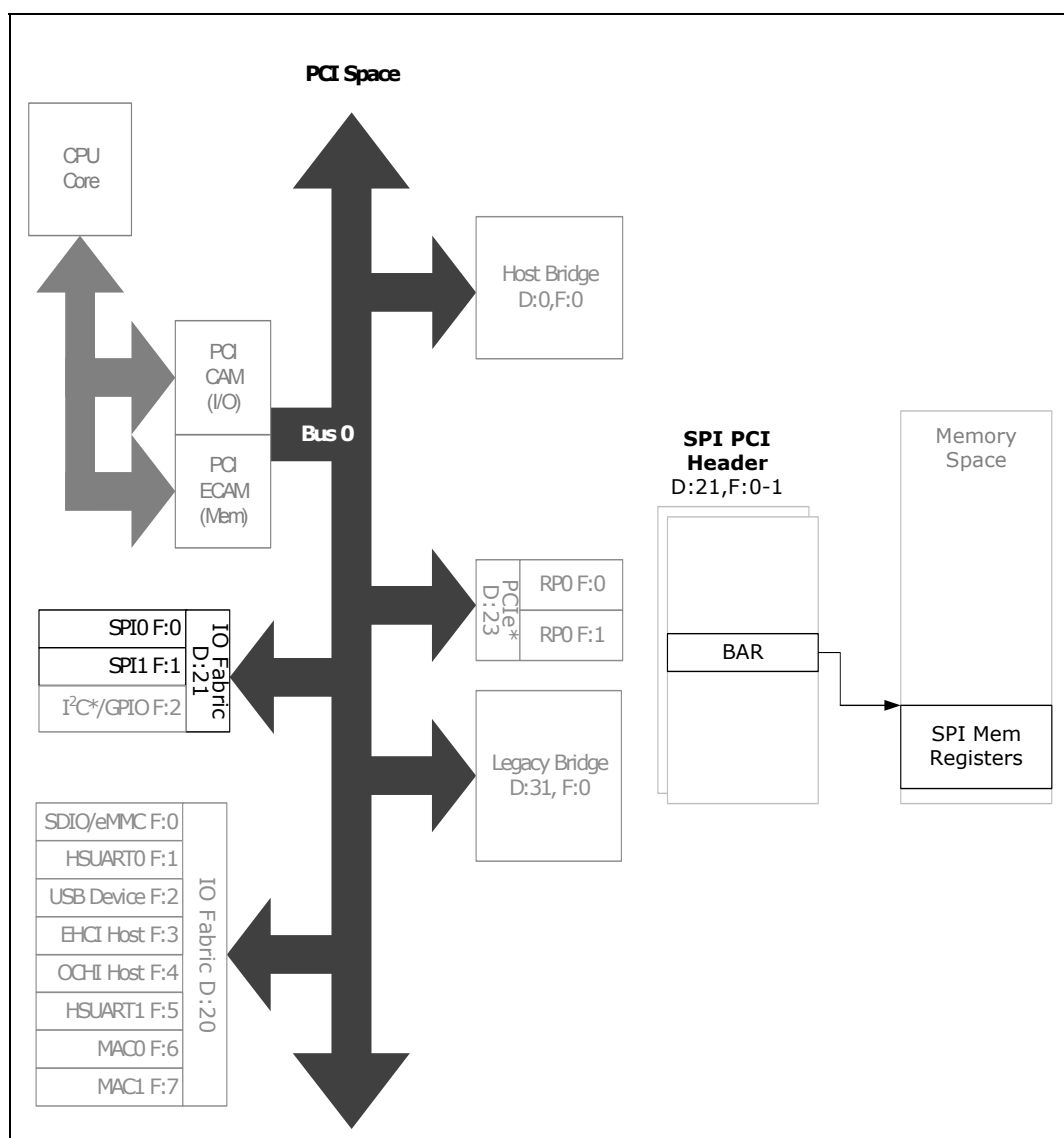 PCI Space
CPU
Core
Host Bridge
D:0,F:0
PCI
CAM
(I/O)
Bus 0
PCI
ECAM
(Mem)
SPI PCI
Header
D:21,F:0-1
Memory
Space
PCIe*
D:23
RP0 F:0
RP0 F:1
SPI0 F:0
SPI1 F:1
I²C*/GPIO F:2
IO Fabric
D:21
BAR
SPI Mem
Registers
Legacy Bridge
D:31, F:0
SDIO/eMMC F:0
HSUART0 F:1
USB Device F:2
EHCI Host F:3
OCHI Host F:4
HSUART1 F:5
MAC0 F:6
MAC1 F:7
IO Fabric D:20